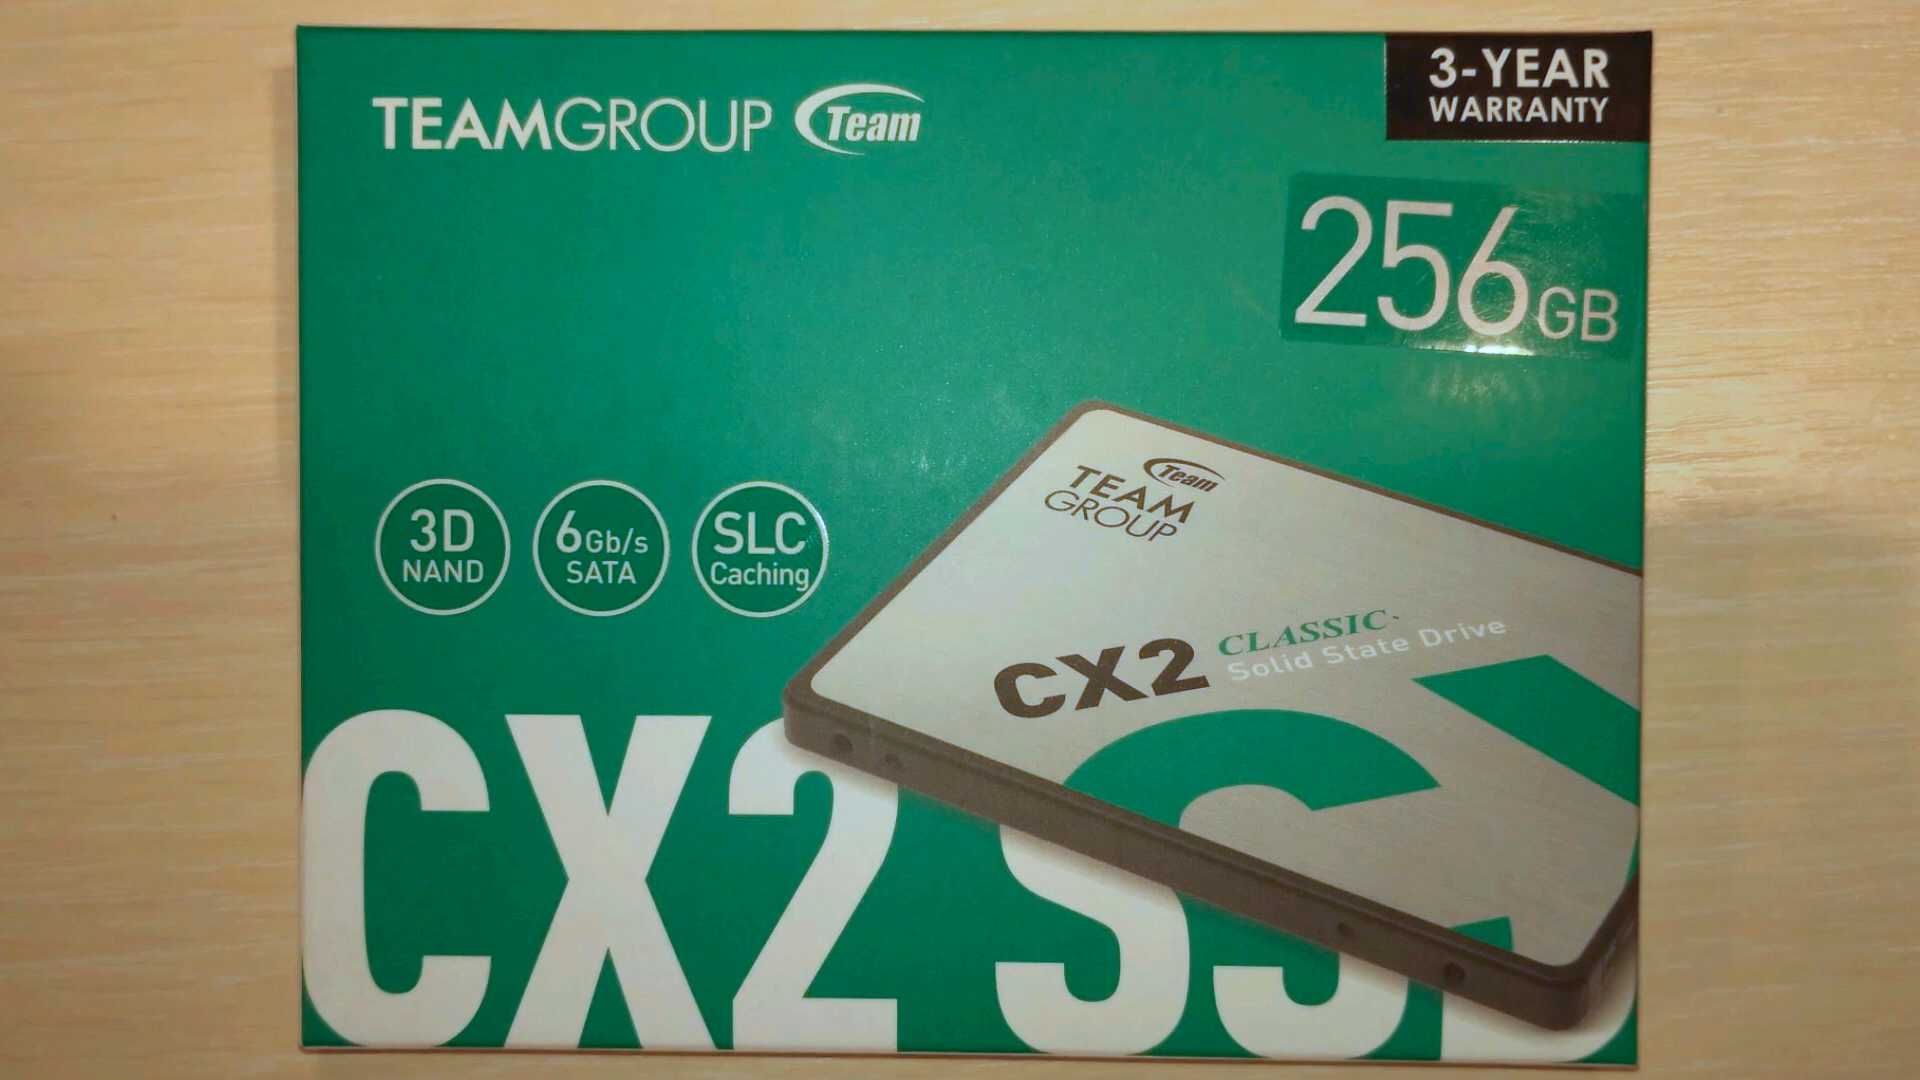 TEAMGROUP Team
3-YEAR
WARRANTY
256GB
3D
NAND
6Gb/s
SATA
SLC
Caching
Team
TEAM
GROUP
CX2 CLASSIC
Solid State Drive
CX2 SSD